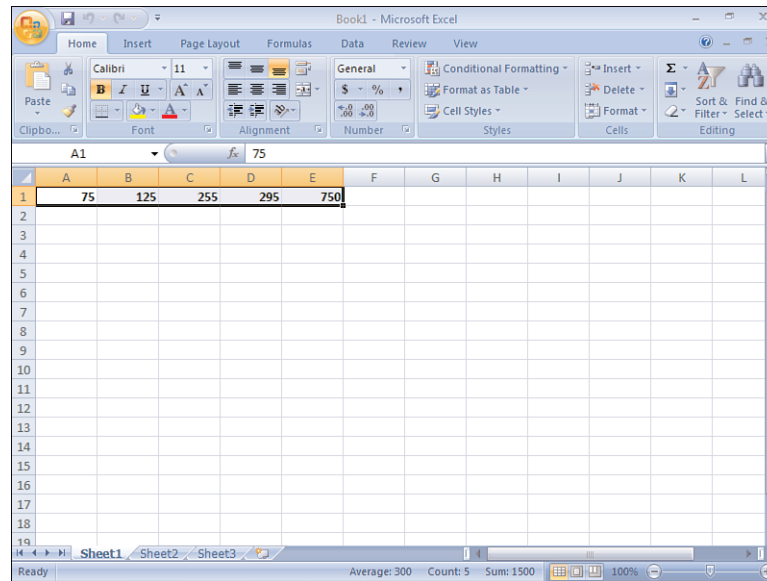 Book1 - Microsoft Excel
Home Insert Page Layout Formulas Data Review View
Paste
Calibri 11
B I U A A
A
General
$ % ,
Conditional Formatting
Format as Table
Cell Styles
Insert
Delete
Format
Σ
Sort & Filter
Find & Select
Clipbo... Font Alignment Number Styles Cells Editing
A1 fx 75
A B C D E F G H I J K L
1 75 125 255 295 750
2
3
4
5
6
7
8
9
10
11
12
13
14
15
16
17
18
19
Sheet1 Sheet2 Sheet3
Ready Average: 300 Count: 5 Sum: 1500 100%